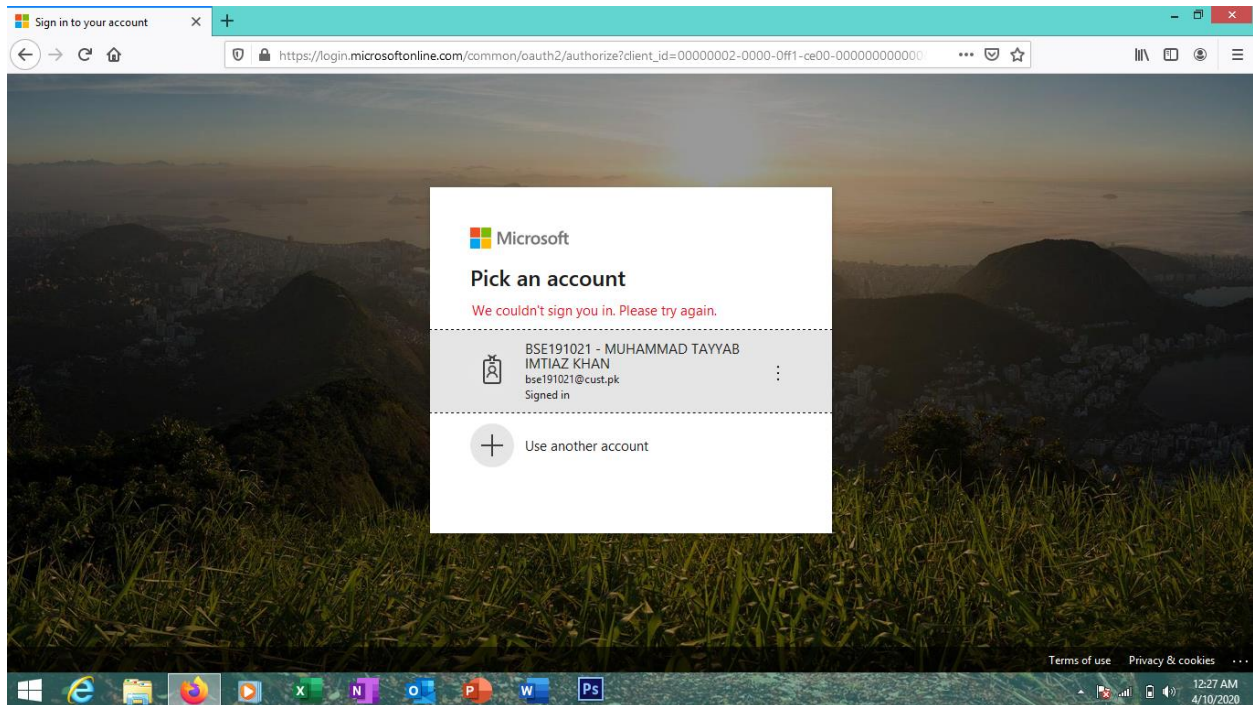 Sign in to your account
https://login.microsoftonline.com/common/oauth2/authorize?client_id=00000002-0000-0ff1-ce00-000000000000
Microsoft
Pick an account
We couldn't sign you in. Please try again.
BSE191021 - MUHAMMAD TAYYAB
IMTIAZ KHAN
bse191021@cust.pk
Signed in
Use another account
Terms of use Privacy & cookies ...
Ps
12:27 AM
4/10/2020